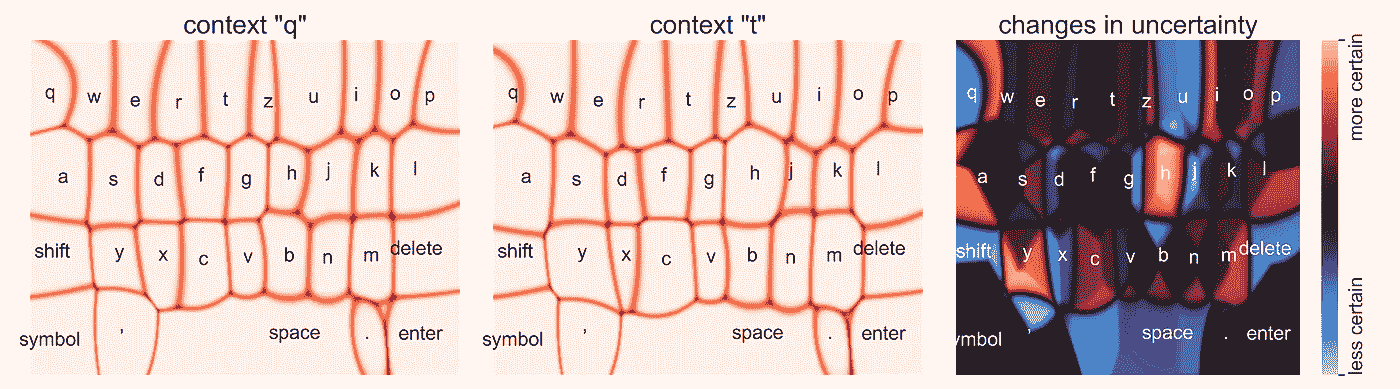 context "q"
q w e r t z u i o p
a s d f g h j k l
shift y x c v b n m delete
symbol ' space . enter
context "t"
q w e r t z u i o p
a s d f g h j k l
shift y x c v b n m delete
symbol ' space . enter
changes in uncertainty
q w e r t z u i o p
a s d f g h j k l
shift y x c v b n m delete
ymbol ' space . enter
more certain
less certain